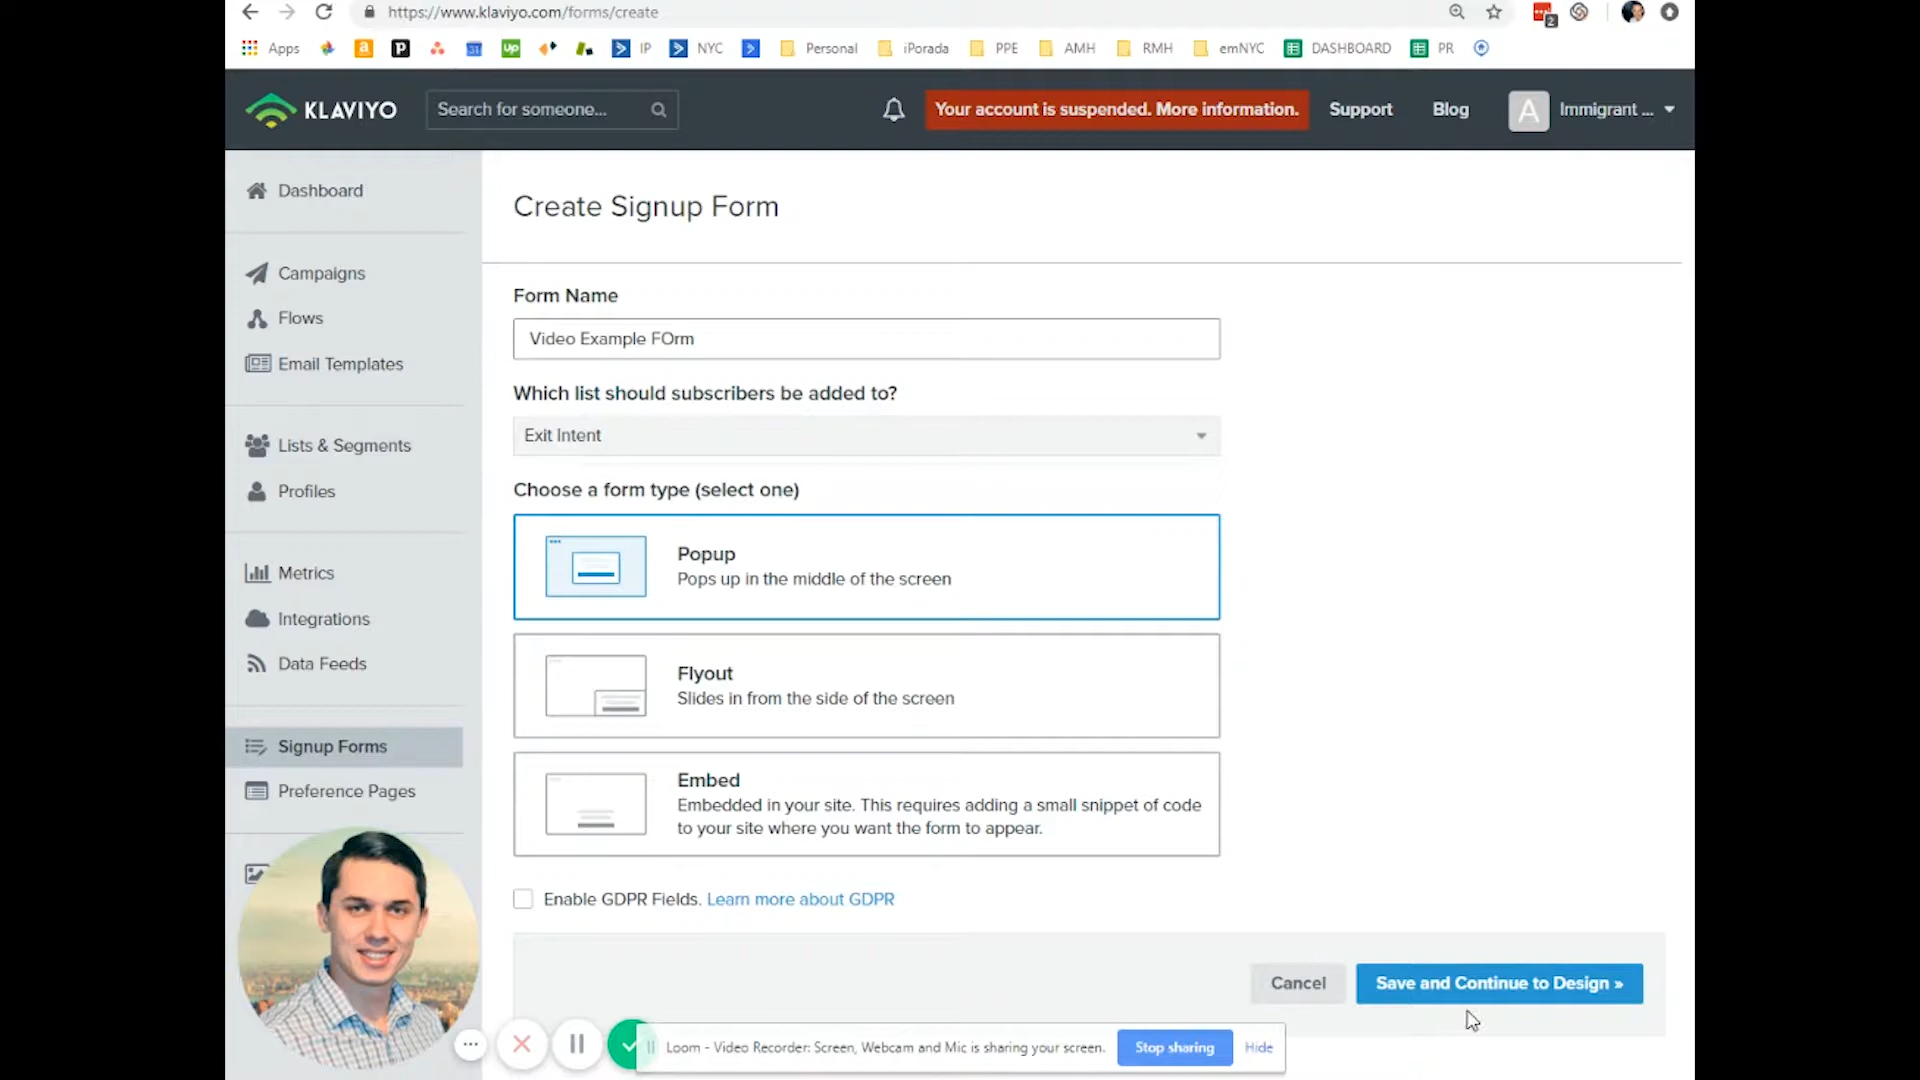 https://www.klaviyo.com/forms/create
2
Apps
a
P
31
up
IP
NYC
Personal
iPorada
PPE
AMH
RMH
emNYC
DASHBOARD
PR
KLAVIYO
Search for someone...
Your account is suspended. More information.
Support
Blog
A
Immigrant ...
Dashboard
Campaigns
Flows
Email Templates
Lists & Segments
Profiles
Metrics
Integrations
Data Feeds
Signup Forms
Preference Pages
Create Signup Form
Form Name
Video Example FOrm
Which list should subscribers be added to?
Exit Intent
Choose a form type (select one)
Popup
Pops up in the middle of the screen
Flyout
Slides in from the side of the screen
Embed
Embedded in your site. This requires adding a small snippet of code
to your site where you want the form to appear.
Enable GDPR Fields. Learn more about GDPR
Cancel
Save and Continue to Design »
Loom - Video Recorder: Screen, Webcam and Mic is sharing your screen.
Stop sharing
Hide